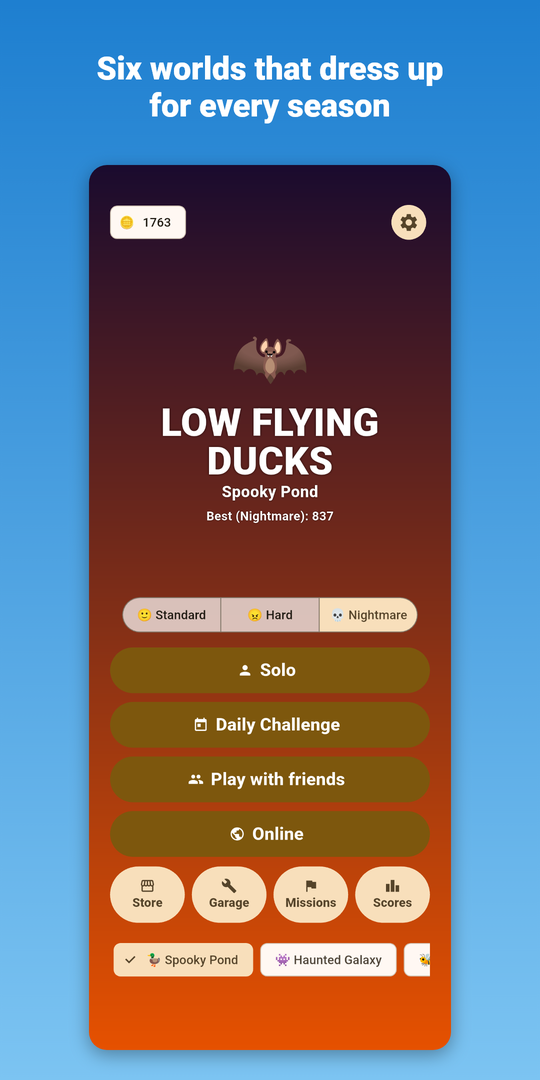 Six worlds that dress up
for every season
1763
LOW FLYING
DUCKS
Spooky Pond
Best (Nightmare): 837
Standard
Hard
Nightmare
Solo
Daily Challenge
Play with friends
Online
Store
Garage
Missions
Scores
Spooky Pond
Haunted Galaxy